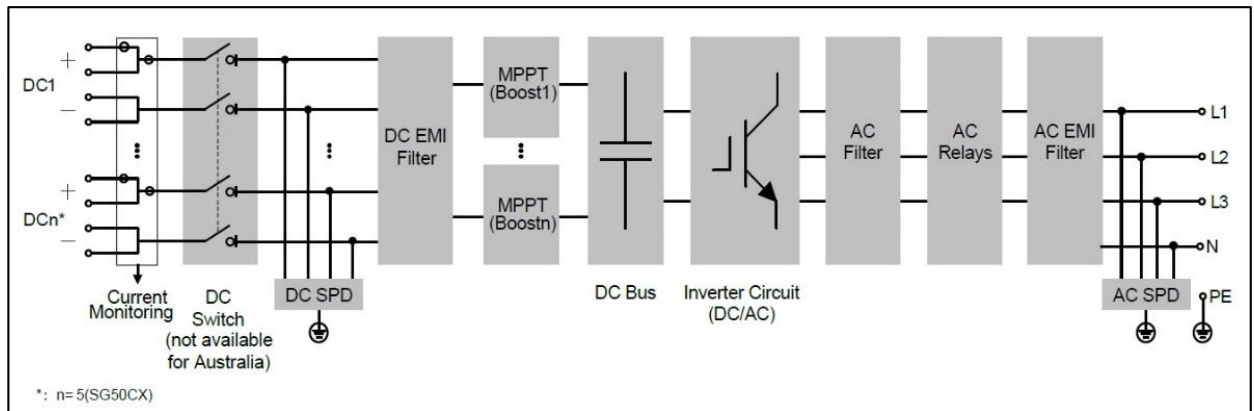 DC1
+
−
DCn*
+
−
Current
Monitoring
DC
Switch
(not available
for Australia)
DC SPD
DC EMI
Filter
MPPT
(Boost1)
MPPT
(Boostn)
DC Bus
Inverter Circuit
(DC/AC)
AC
Filter
AC
Relays
AC EMI
Filter
AC SPD
L1
L2
L3
N
PE
*: n= 5(SG50CX)